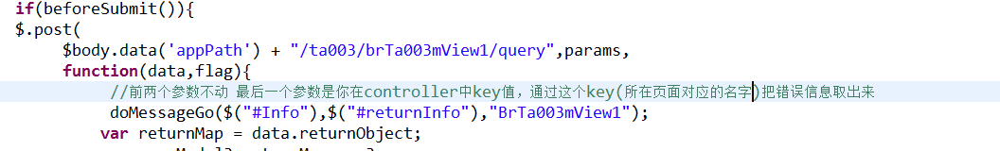 if(beforeSubmit()){
$.post(
$body.data('appPath') + "/ta003/brTa003mView1/query",params,
function(data,flag){
//前两个参数不动 最后一个参数是你在controller中key值，通过这个key(所在页面对应的名字)把错误信息取出来
doMessageGo($("#Info"),$("#returnInfo"),"BrTa003mView1");
var returnMap = data.returnObject;